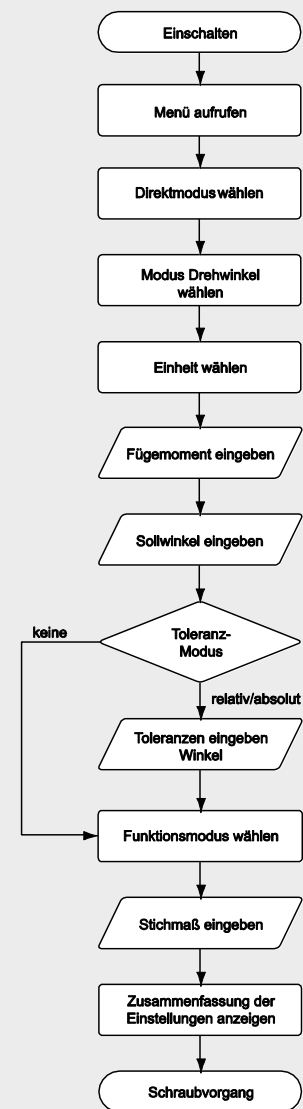 Einschalten
Menü aufrufen
Direktmodus wählen
Modus Drehwinkel
wählen
Einheit wählen
Fügemoment eingeben
Sollwinkel eingeben
keine
Toleranz-
Modus
relativ/absolut
Toleranzen eingeben
Winkel
Funktionsmodus wählen
Stichmaß eingeben
Zusammenfassung der
Einstellungen anzeigen
Schraubvorgang